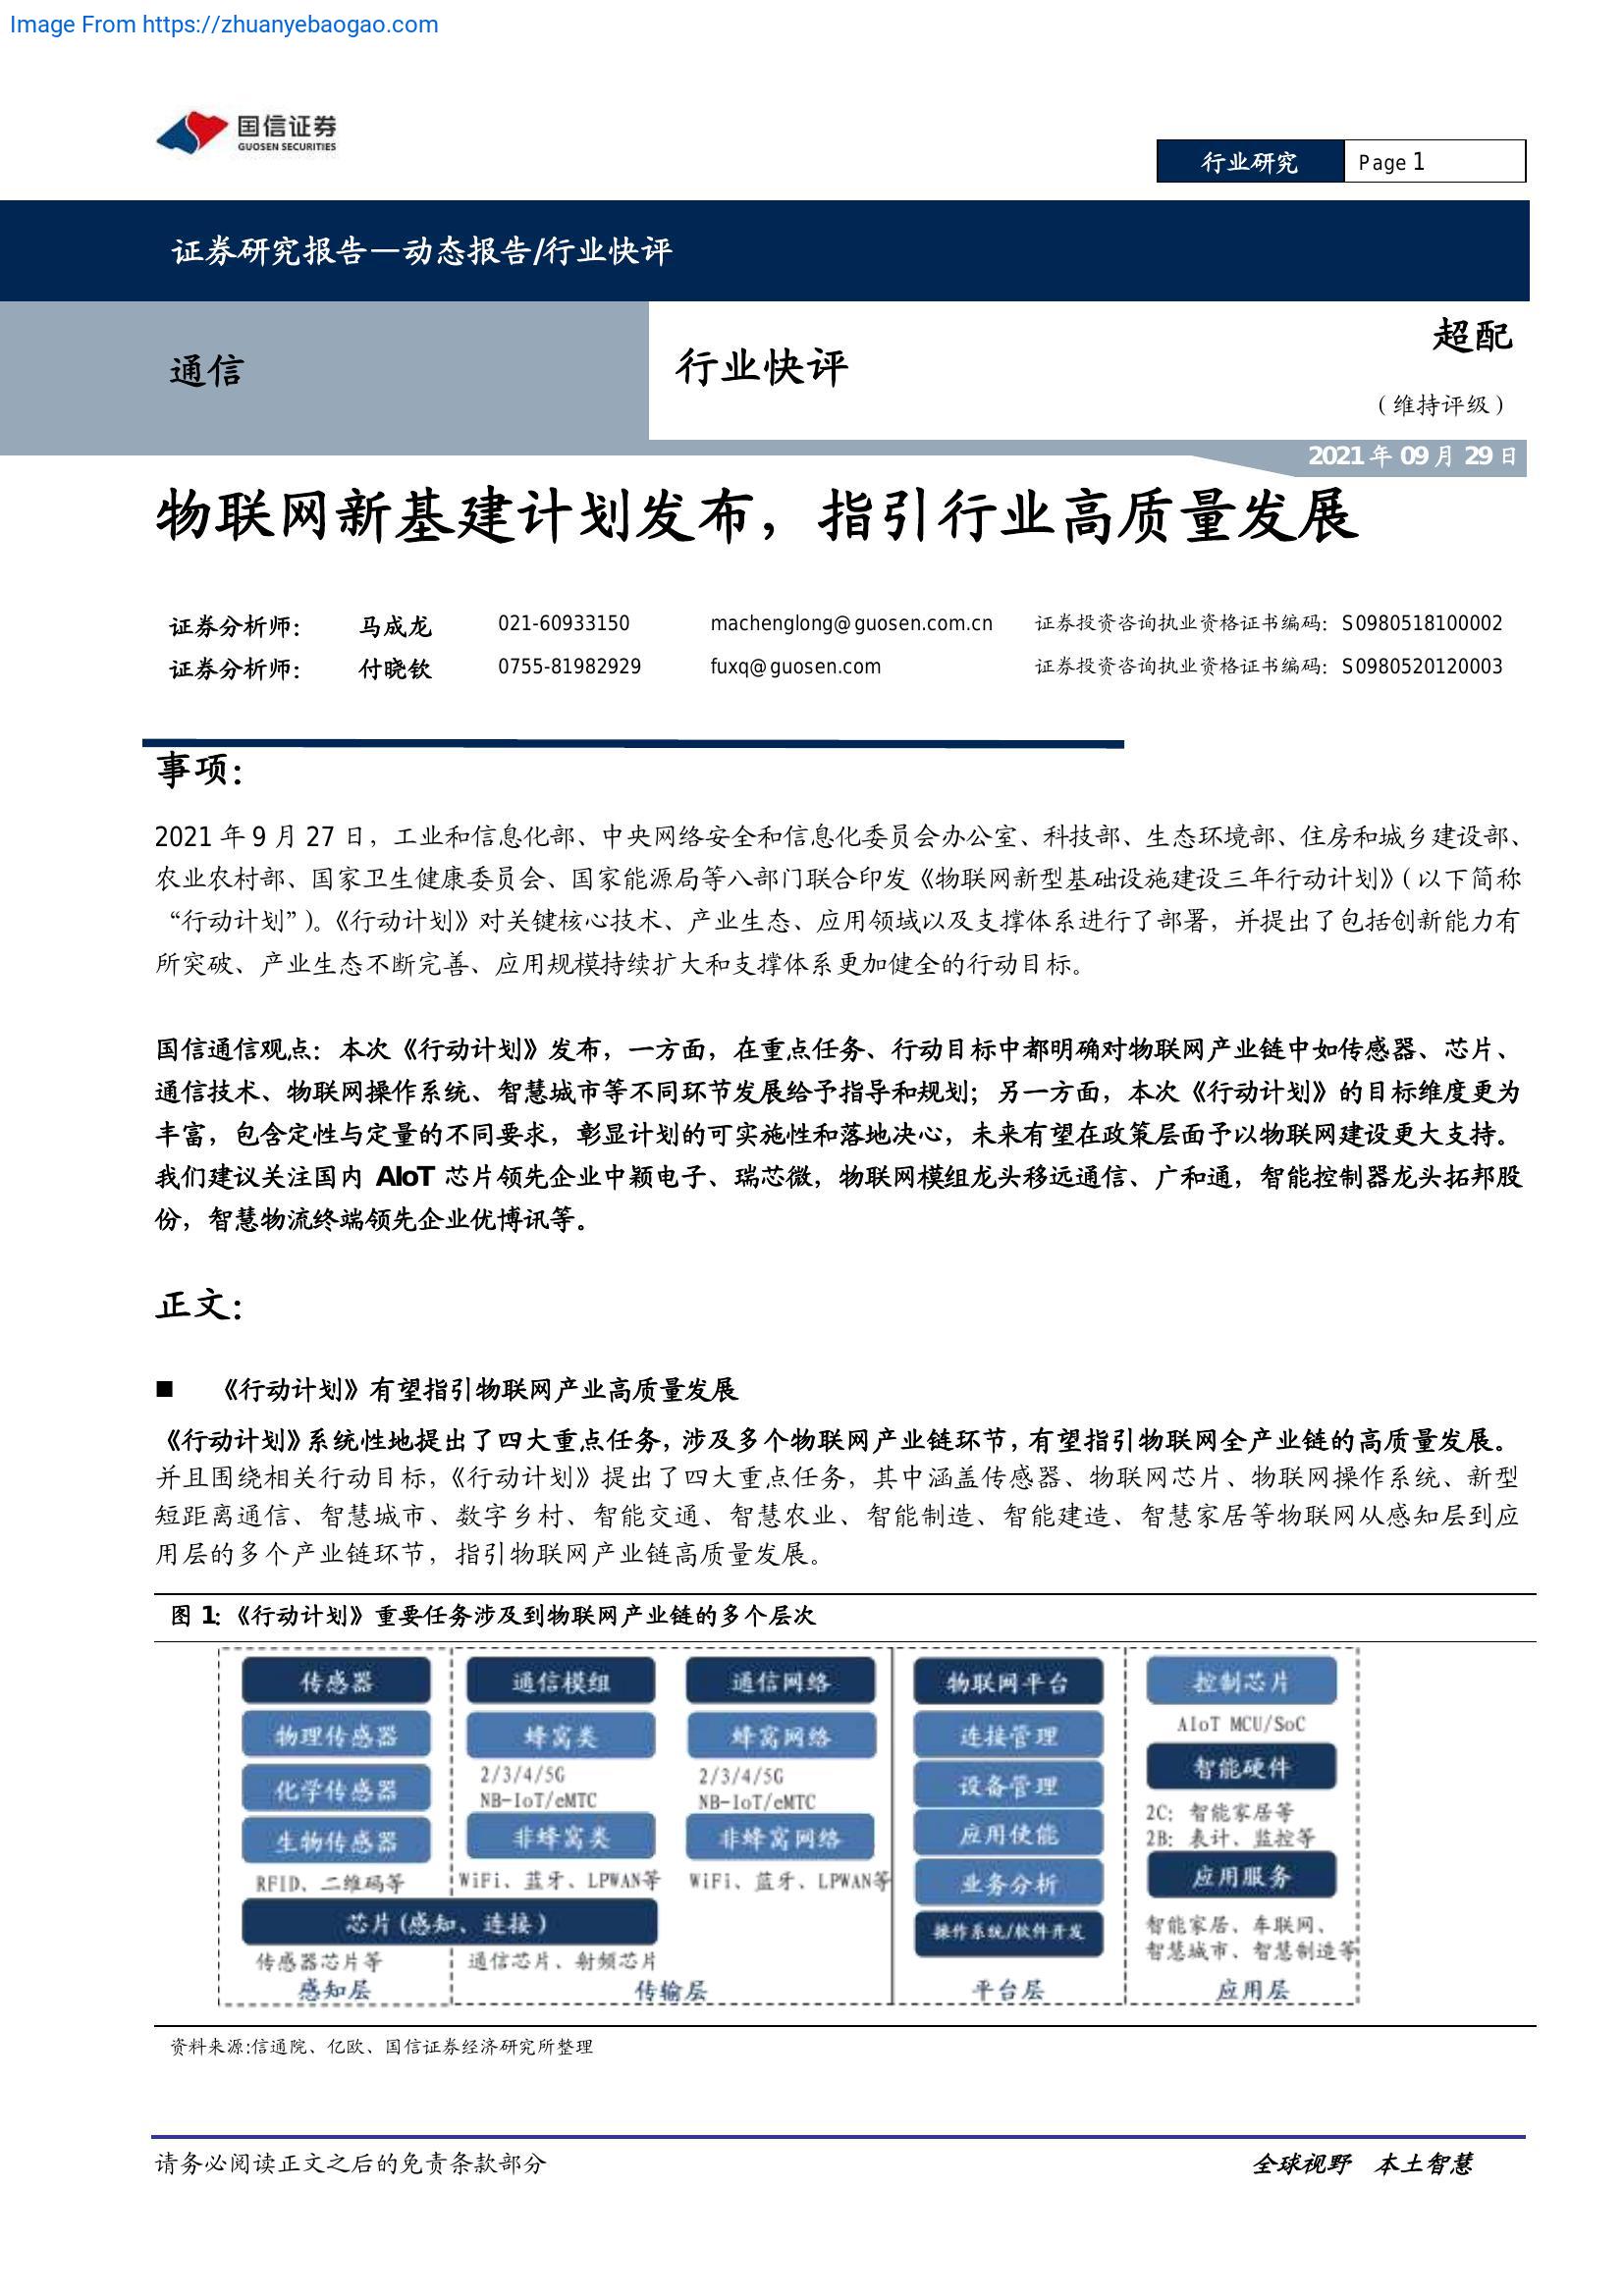 Image From https://zhuanyebaogao.com
国信证券
GUOSEN SECURITIES
行业研究 Page 1
证券研究报告—动态报告/行业快评
通信 行业快评 超配
（维持评级）
2021 年 09 月 29 日
物联网新基建计划发布，指引行业高质量发展
证券分析师： 马成龙 021-60933150 machenglong@guosen.com.cn 证券投资咨询执业资格证书编码：S0980518100002
证券分析师： 付晓钦 0755-81982929 fuxq@guosen.com 证券投资咨询执业资格证书编码：S0980520120003
事项：
2021 年 9 月 27 日，工业和信息化部、中央网络安全和信息化委员会办公室、科技部、生态环境部、住房和城乡建设部、
农业农村部、国家卫生健康委员会、国家能源局等八部门联合印发《物联网新型基础设施建设三年行动计划》（以下简称
“行动计划”）。《行动计划》对关键核心技术、产业生态、应用领域以及支撑体系进行了部署，并提出了包括创新能力有
所突破、产业生态不断完善、应用规模持续扩大和支撑体系更加健全的行动目标。
国信通信观点：本次《行动计划》发布，一方面，在重点任务、行动目标中都明确对物联网产业链中如传感器、芯片、
通信技术、物联网操作系统、智慧城市等不同环节发展给予指导和规划；另一方面，本次《行动计划》的目标维度更为
丰富，包含定性与定量的不同要求，彰显计划的可实施性和落地决心，未来有望在政策层面予以物联网建设更大支持。
我们建议关注国内 AIoT 芯片领先企业中颖电子、瑞芯微，物联网模组龙头移远通信、广和通，智能控制器龙头拓邦股
份，智慧物流终端领先企业优博讯等。
正文：
■ 《行动计划》有望指引物联网产业高质量发展
《行动计划》系统性地提出了四大重点任务，涉及多个物联网产业链环节，有望指引物联网全产业链的高质量发展。
并且围绕相关行动目标，《行动计划》提出了四大重点任务，其中涵盖传感器、物联网芯片、物联网操作系统、新型
短距离通信、智慧城市、数字乡村、智能交通、智慧农业、智能制造、智能建造、智慧家居等物联网从感知层到应
用层的多个产业链环节，指引物联网产业链高质量发展。
图 1：《行动计划》重要任务涉及到物联网产业链的多个层次
传感器
物理传感器
化学传感器
生物传感器
RFID、二维码等
芯片（感知、连接）
传感器芯片等
感知层
通信模组
蜂窝类
2/3/4/5G
NB-IoT/eMTC
非蜂窝类
WiFi、蓝牙、LPWAN等
通信芯片、射频芯片
通信网络
蜂窝网络
2/3/4/5G
NB-IoT/eMTC
非蜂窝网络
WiFi、蓝牙、LPWAN等
传输层
物联网平台
连接管理
设备管理
应用使能
业务分析
操作系统/软件开发
平台层
控制芯片
AIoT MCU/SoC
智能硬件
2C：智能家居等
2B：表计、监控等
应用服务
智能家居、车联网、
智慧城市、智慧制造等
应用层
资料来源:信通院、亿欧、国信证券经济研究所整理
请务必阅读正文之后的免责条款部分 全球视野 本土智慧